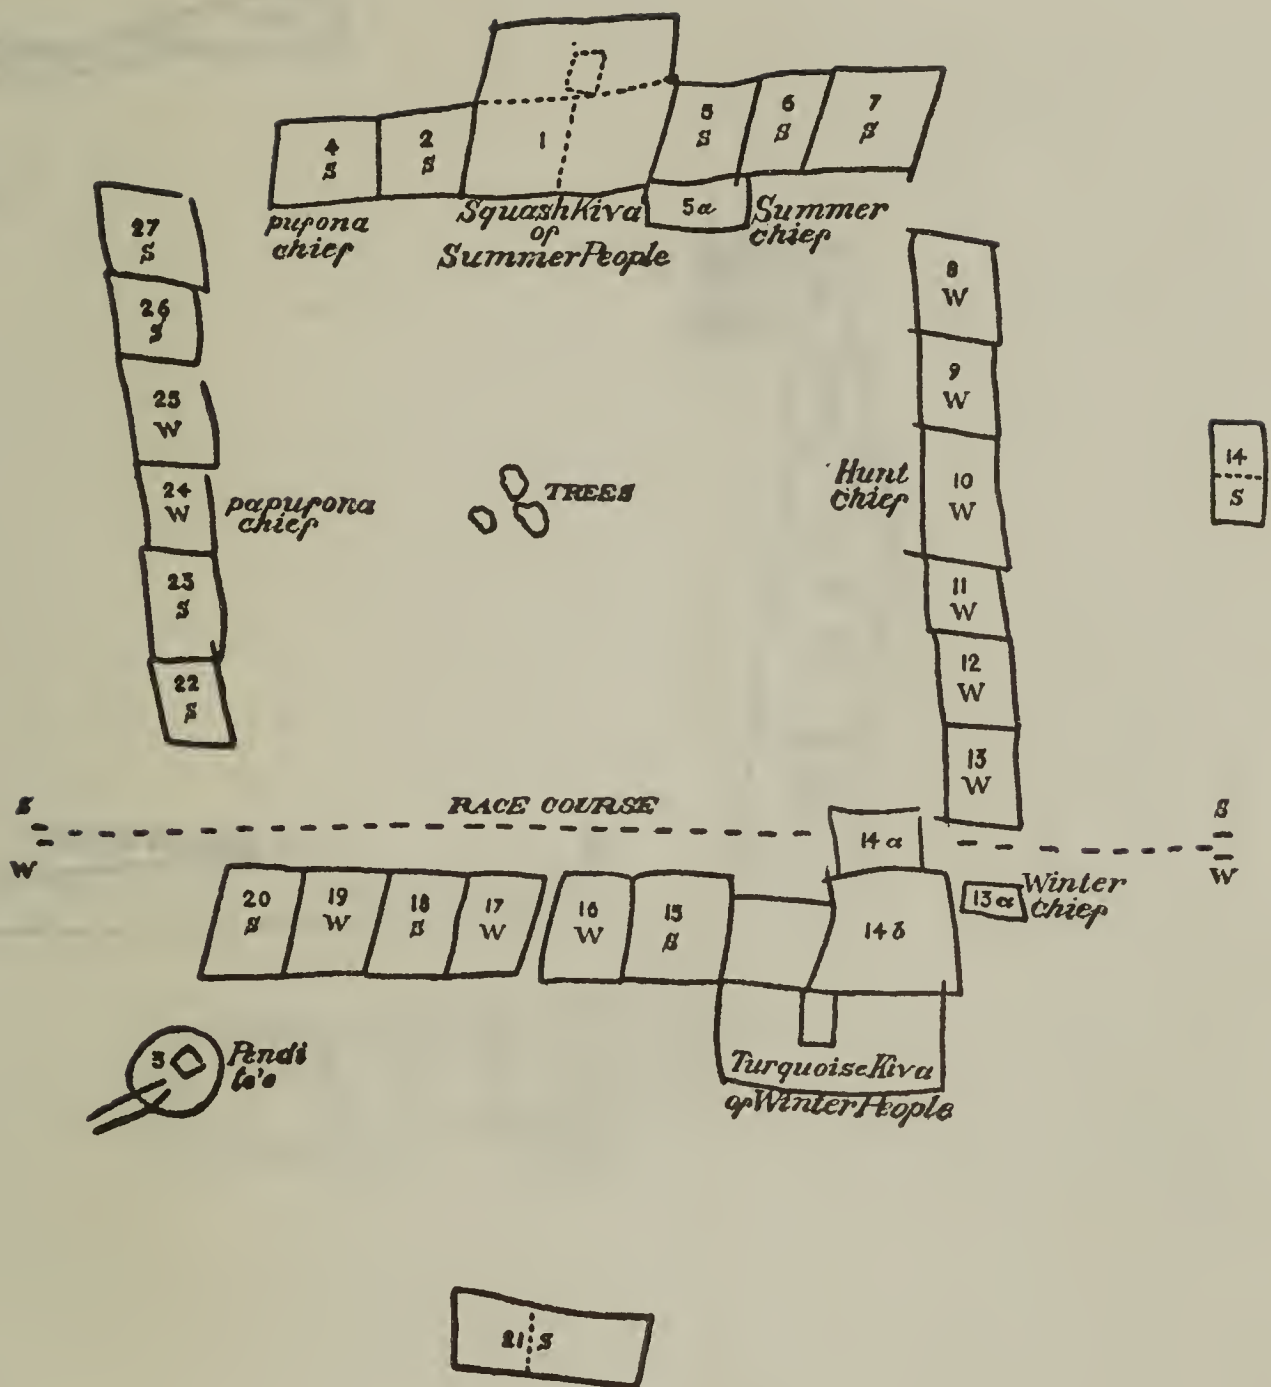 4
S
2
S
1
5
S
6
S
7
S
5a
pufona
chief
Squash Kiva
of
Summer People
Summer
chief
27
S
26
S
25
W
24
W
papufona
chief
23
S
22
S
TREES
8
W
9
W
Hunt
chief
10
W
11
W
12
W
13
W
14
S
S
W
RACE COURSE
S
W
14a
20
S
19
W
18
S
17
W
16
W
15
S
14b
13a
Winter
chief
3
Pendi
te'e
Turquoise Kiva
of Winter People
21 S